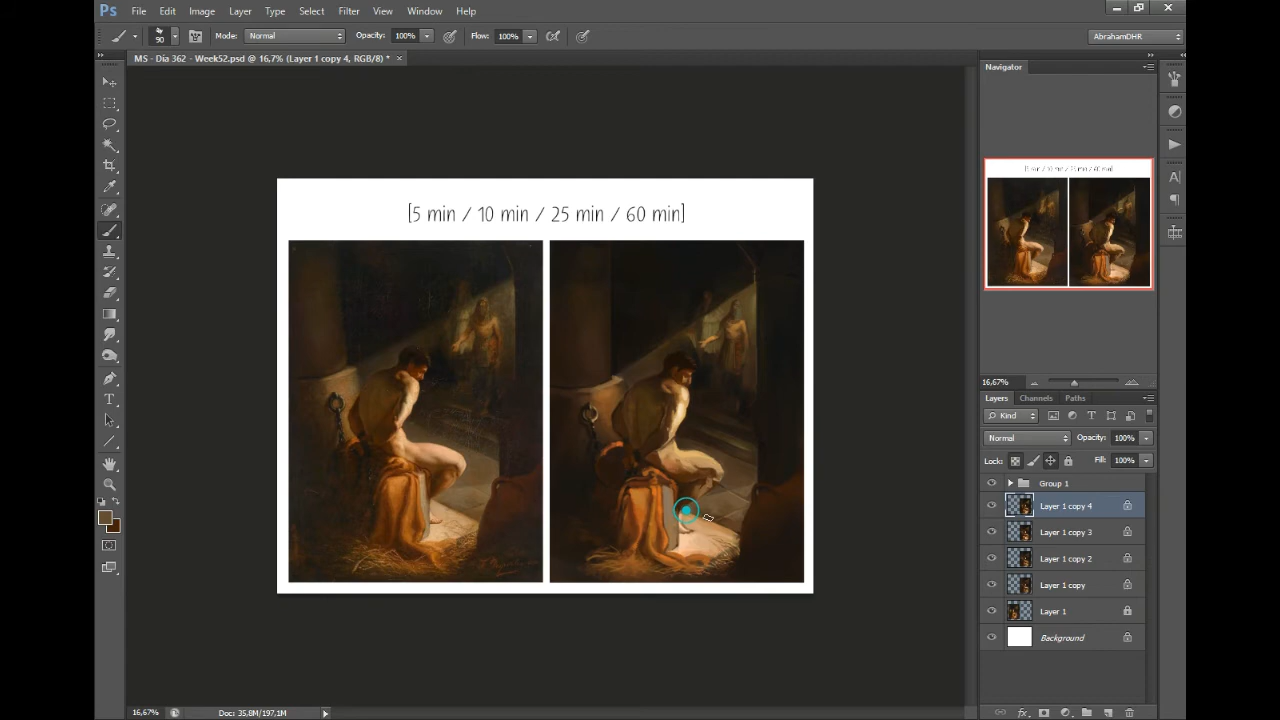 Ps File Edit Image Layer Type Select Filter View Window Help
90 Mode: Normal Opacity: 100% Flow: 100% AbrahamDHR
MS - Día 362 - Week52.psd @ 16,7% (Layer 1 copy 4, RGB/8) *
Navigator
[5 min / 10 min / 25 min / 60 min]
16,67%
Layers Channels Paths
Kind
Normal Opacity: 100%
Lock: Fill: 100%
Group 1
Layer 1 copy 4
Layer 1 copy 3
Layer 1 copy 2
Layer 1 copy
Layer 1
Background
16,67% Doc: 35,8M/197,1M